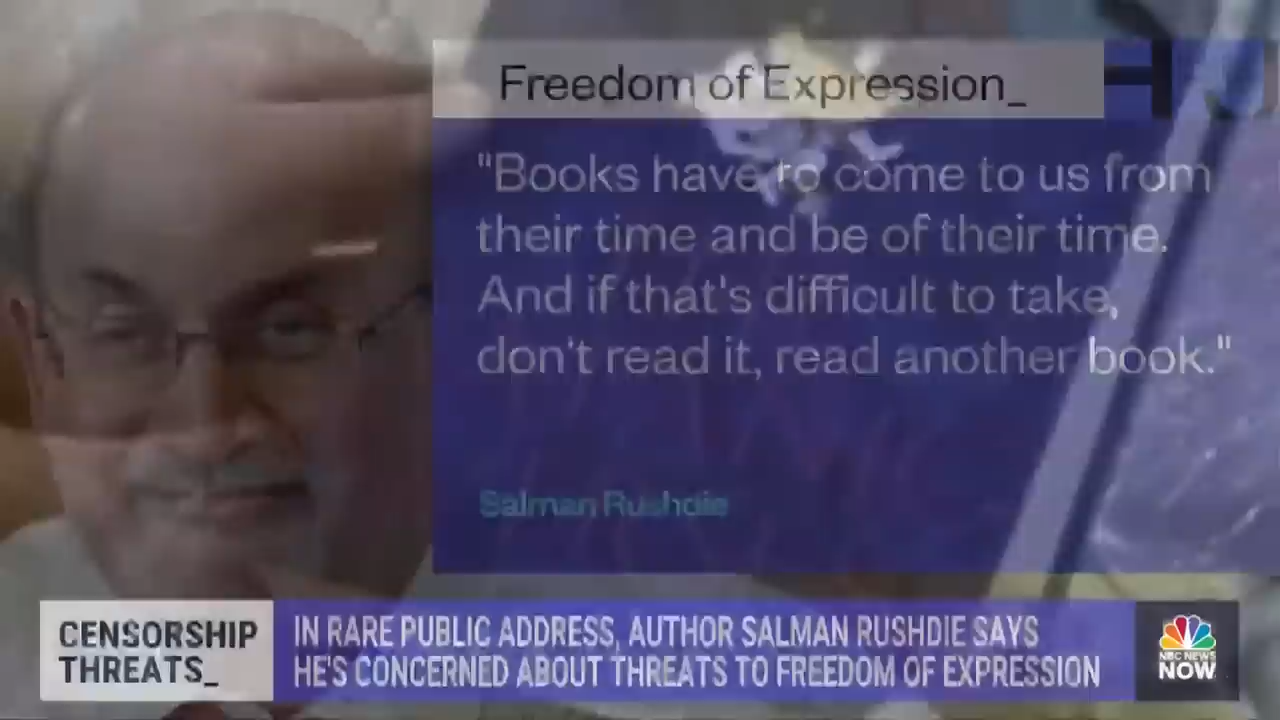 Freedom of Expression_
"Books have to come to us from
their time and be of their time.
And if that's difficult to take,
don't read it, read another book."
Salman Rushdie
CENSORSHIP
THREATS_
IN RARE PUBLIC ADDRESS, AUTHOR SALMAN RUSHDIE SAYS
HE'S CONCERNED ABOUT THREATS TO FREEDOM OF EXPRESSION
NBC NEWS
NOW